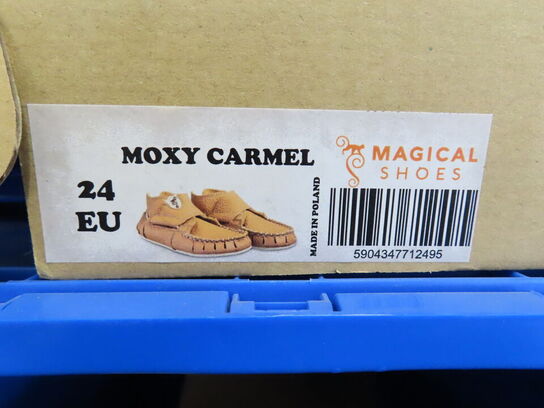 MOXY CARMEL
24
EU
MADE IN POLAND
MAGICAL
SHOES
5904347712495